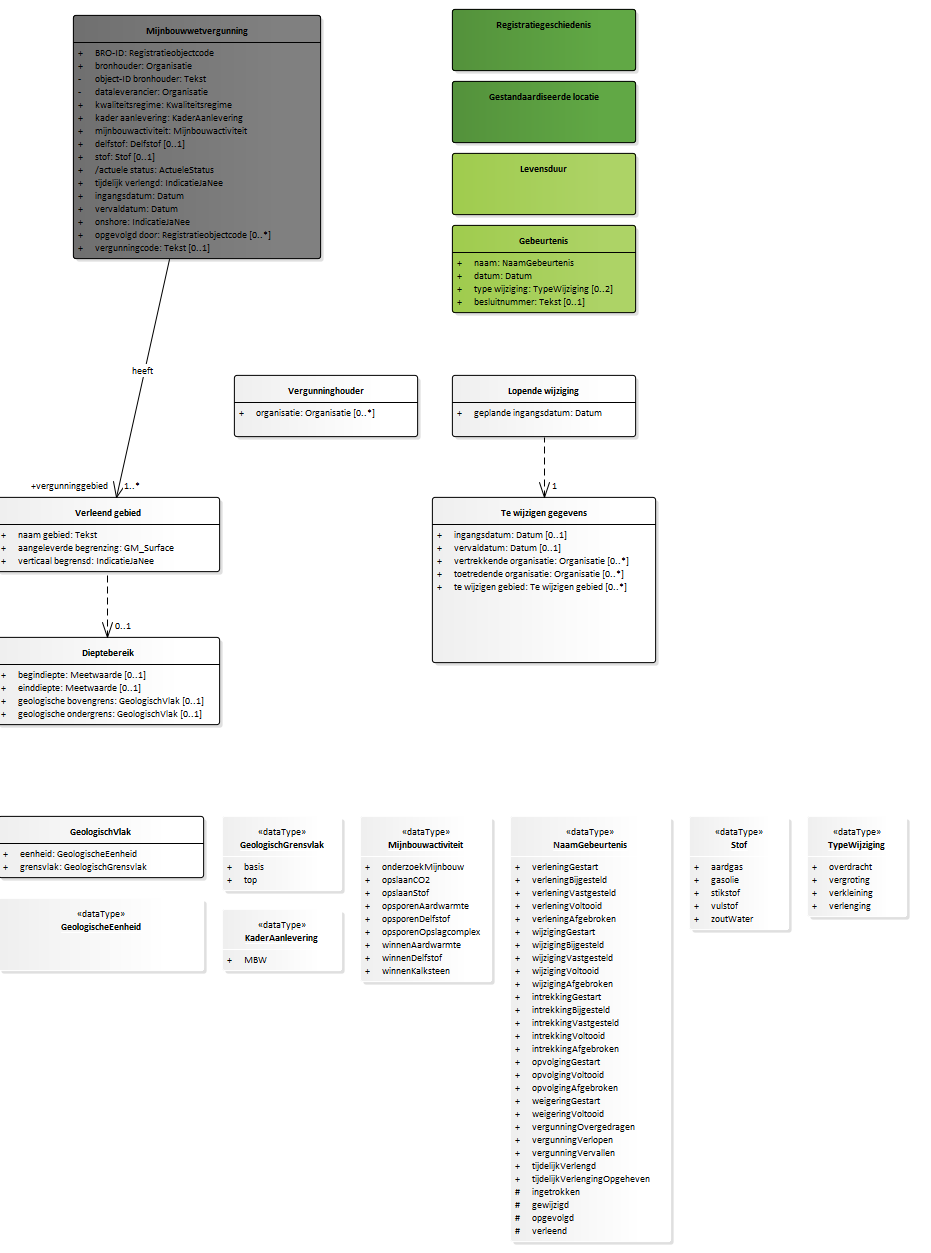 Mijnbouwwetvergunning
+ BRO-ID: Registratieobjectcode
+ bronhouder: Organisatie
- object-ID bronhouder: Tekst
- dataleverancier: Organisatie
+ kwaliteitsregime: Kwaliteitsregime
+ kader aanlevering: KaderAanlevering
+ mijnbouwactiviteit: Mijnbouwactiviteit
+ delfstof: Delfstof [0..1]
+ stof: Stof [0..1]
+ /actuele status: ActueleStatus
+ tijdelijk verlengd: IndicatieJaNee
+ ingangsdatum: Datum
+ vervaldatum: Datum
+ onshore: IndicatieJaNee
+ opgevolgd door: Registratieobjectcode [0..*]
+ vergunningcode: Tekst [0..1]
Registratiegeschiedenis
Gestandaardiseerde locatie
Levensduur
Gebeurtenis
+ naam: NaamGebeurtenis
+ datum: Datum
+ type wijziging: TypeWijziging [0..2]
+ besluitnummer: Tekst [0..1]
heeft
Vergunninghouder
+ organisatie: Organisatie [0..*]
Lopende wijziging
+ geplande ingangsdatum: Datum
+vergunninggebied 1..*
1
Verleend gebied
+ naam gebied: Tekst
+ aangeleverde begrenzing: GM_Surface
+ verticaal begrensd: IndicatieJaNee
Te wijzigen gegevens
+ ingangsdatum: Datum [0..1]
+ vervaldatum: Datum [0..1]
+ vertrekkende organisatie: Organisatie [0..*]
+ toetredende organisatie: Organisatie [0..*]
+ te wijzigen gebied: Te wijzigen gebied [0..*]
0..1
Dieptebereik
+ begindiepte: Meetwaarde [0..1]
+ einddiepte: Meetwaarde [0..1]
+ geologische bovengrens: GeologischVlak [0..1]
+ geologische ondergrens: GeologischVlak [0..1]
GeologischVlak
+ eenheid: GeologischeEenheid
+ grensvlak: GeologischGrensvlak
«dataType»
GeologischeEenheid
«dataType»
GeologischGrensvlak
+ basis
+ top
«dataType»
KaderAanlevering
+ MBW
«dataType»
Mijnbouwactiviteit
+ onderzoekMijnbouw
+ opslaanCO2
+ opslaanStof
+ opsporenAardwarmte
+ opsporenDelfstof
+ opsporenOpslagcomplex
+ winnenAardwarmte
+ winnenDelfstof
+ winnenKalksteen
«dataType»
NaamGebeurtenis
+ verleningGestart
+ verleningBijgesteld
+ verleningVastgesteld
+ verleningVoltooid
+ verleningAfgebroken
+ wijzigingGestart
+ wijzigingBijgesteld
+ wijzigingVastgesteld
+ wijzigingVoltooid
+ wijzigingAfgebroken
+ intrekkingGestart
+ intrekkingBijgesteld
+ intrekkingVastgesteld
+ intrekkingVoltooid
+ intrekkingAfgebroken
+ opvolgingGestart
+ opvolgingVoltooid
+ opvolgingAfgebroken
+ weigeringGestart
+ weigeringVoltooid
+ vergunningOvergedragen
+ vergunningVerlopen
+ vergunningVervallen
+ tijdelijkVerlengd
+ tijdelijkVerlengingOpgeheven
# ingetrokken
# gewijzigd
# opgevolgd
# verleend
«dataType»
Stof
+ aardgas
+ gasolie
+ stikstof
+ vulstof
+ zoutWater
«dataType»
TypeWijziging
+ overdracht
+ vergroting
+ verkleining
+ verlenging